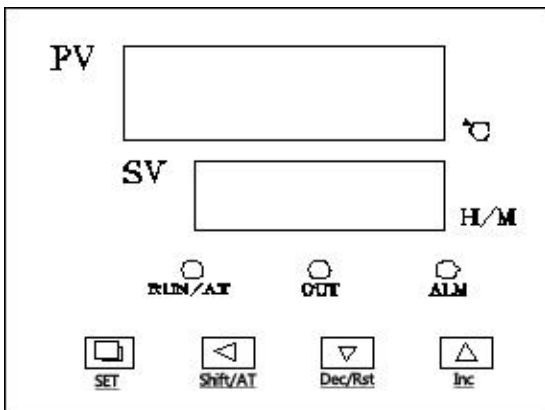 PV
℃
SV
H/M
RUN/AT OUT ALM
SET Shift/AT Dec/Rst Inc